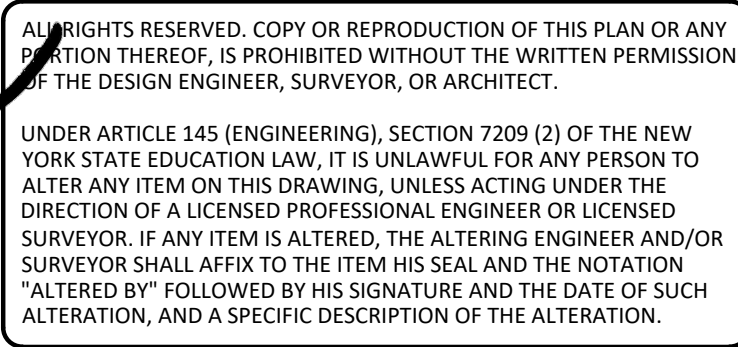 ALL RIGHTS RESERVED. COPY OR REPRODUCTION OF THIS PLAN OR ANY
PORTION THEREOF, IS PROHIBITED WITHOUT THE WRITTEN PERMISSION
OF THE DESIGN ENGINEER, SURVEYOR, OR ARCHITECT.
UNDER ARTICLE 145 (ENGINEERING), SECTION 7209 (2) OF THE NEW
YORK STATE EDUCATION LAW, IT IS UNLAWFUL FOR ANY PERSON TO
ALTER ANY ITEM ON THIS DRAWING, UNLESS ACTING UNDER THE
DIRECTION OF A LICENSED PROFESSIONAL ENGINEER OR LICENSED
SURVEYOR. IF ANY ITEM IS ALTERED, THE ALTERING ENGINEER AND/OR
SURVEYOR SHALL AFFIX TO THE ITEM HIS SEAL AND THE NOTATION
"ALTERED BY" FOLLOWED BY HIS SIGNATURE AND THE DATE OF SUCH
ALTERATION, AND A SPECIFIC DESCRIPTION OF THE ALTERATION.